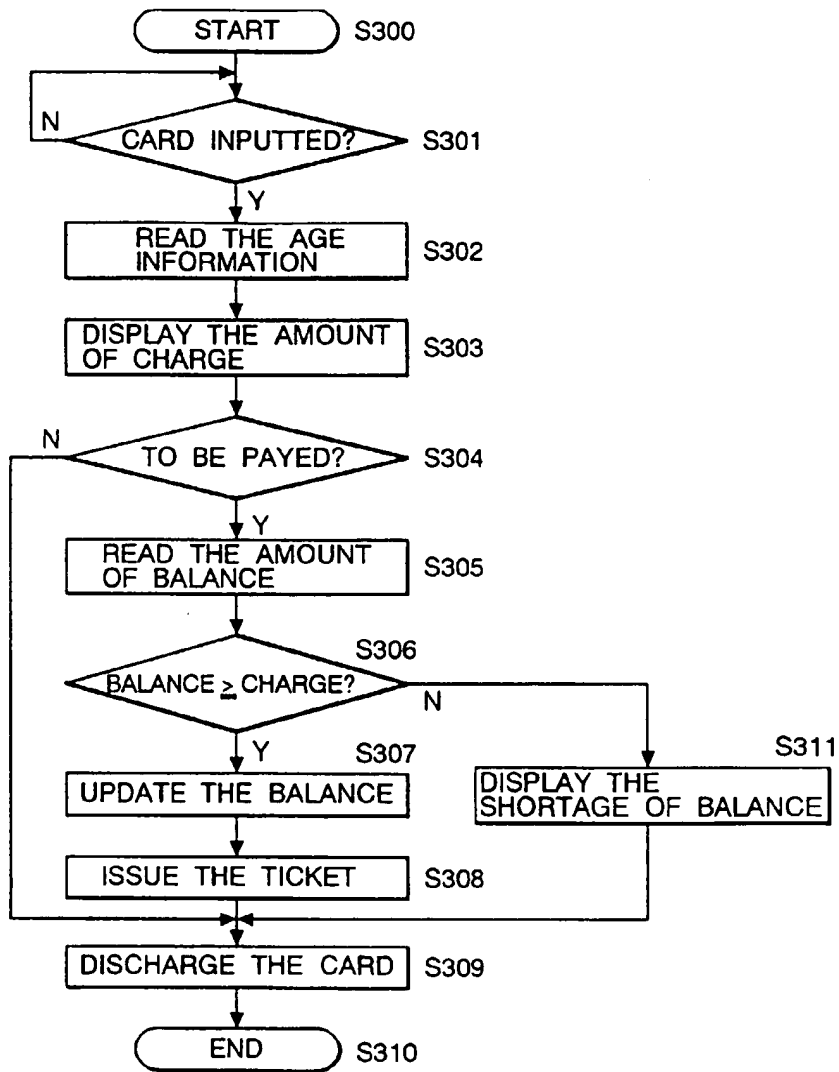 START
S300
N
CARD INPUTTED?
S301
Y
READ THE AGE
INFORMATION
S302
DISPLAY THE AMOUNT
OF CHARGE
S303
N
TO BE PAYED?
S304
Y
READ THE AMOUNT
OF BALANCE
S305
S306
BALANCE ≥ CHARGE?
N
Y
S307
UPDATE THE BALANCE
S311
DISPLAY THE
SHORTAGE OF BALANCE
ISSUE THE TICKET
S308
DISCHARGE THE CARD
S309
END
S310